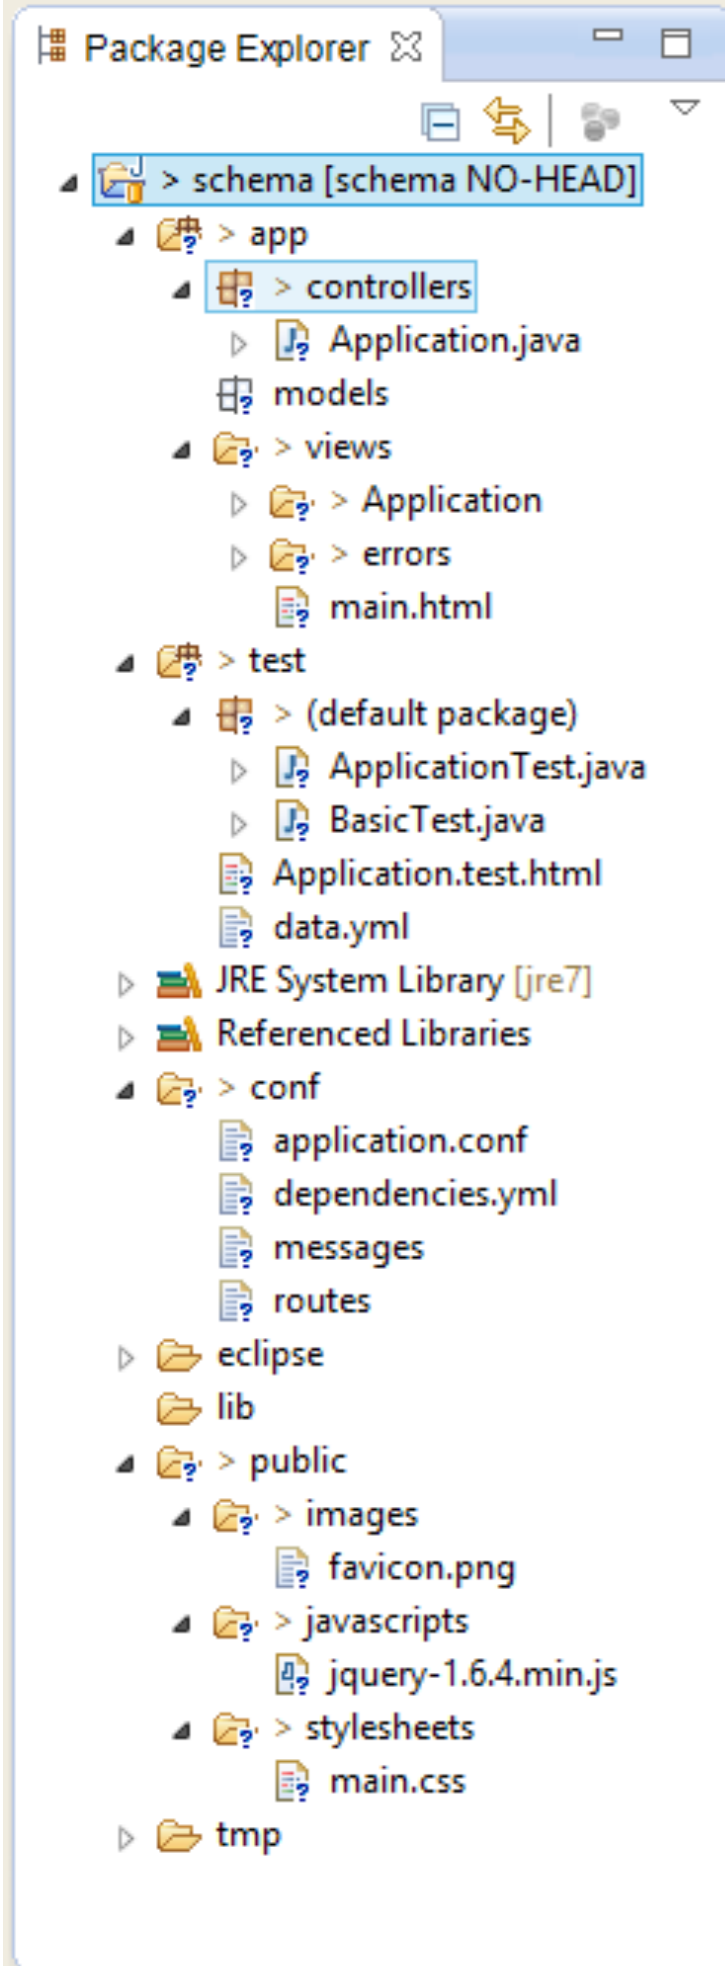 Package Explorer
> schema [schema NO-HEAD]
> app
> controllers
Application.java
models
> views
> Application
> errors
main.html
> test
> (default package)
ApplicationTest.java
BasicTest.java
Application.test.html
data.yml
JRE System Library [jre7]
Referenced Libraries
> conf
application.conf
dependencies.yml
messages
routes
eclipse
lib
> public
> images
favicon.png
> javascripts
jquery-1.6.4.min.js
> stylesheets
main.css
tmp